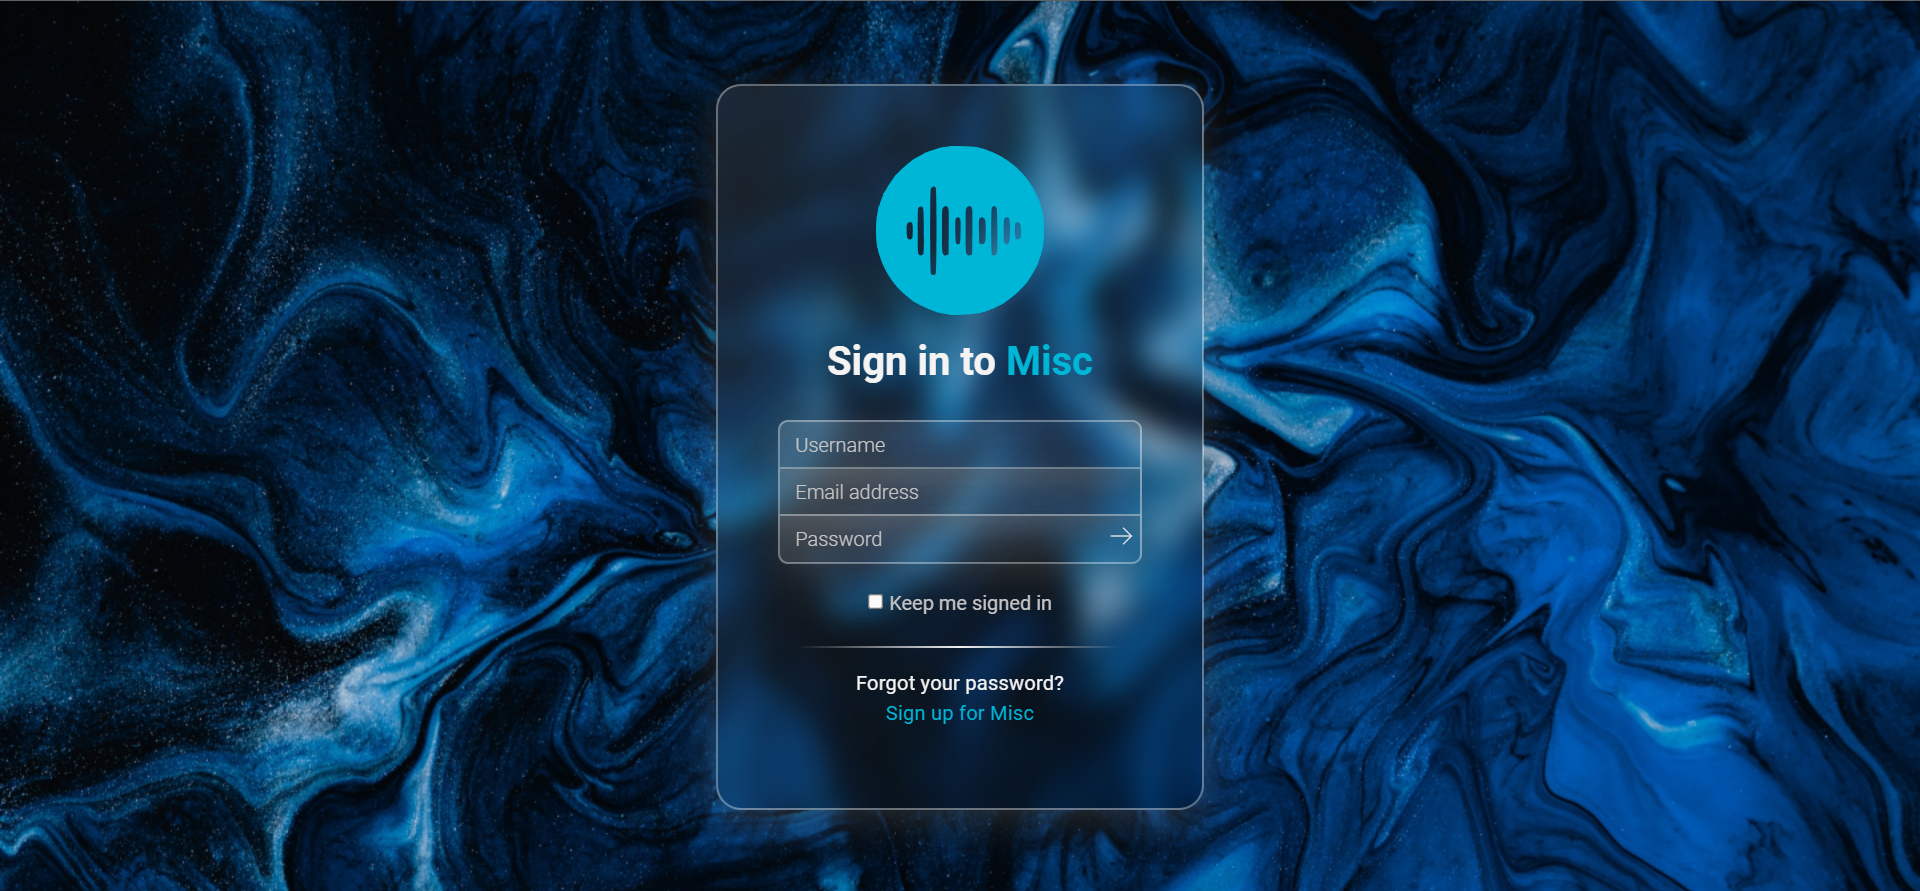 Sign in to Misc
Username
Email address
Password
Keep me signed in
Forgot your password?
Sign up for Misc